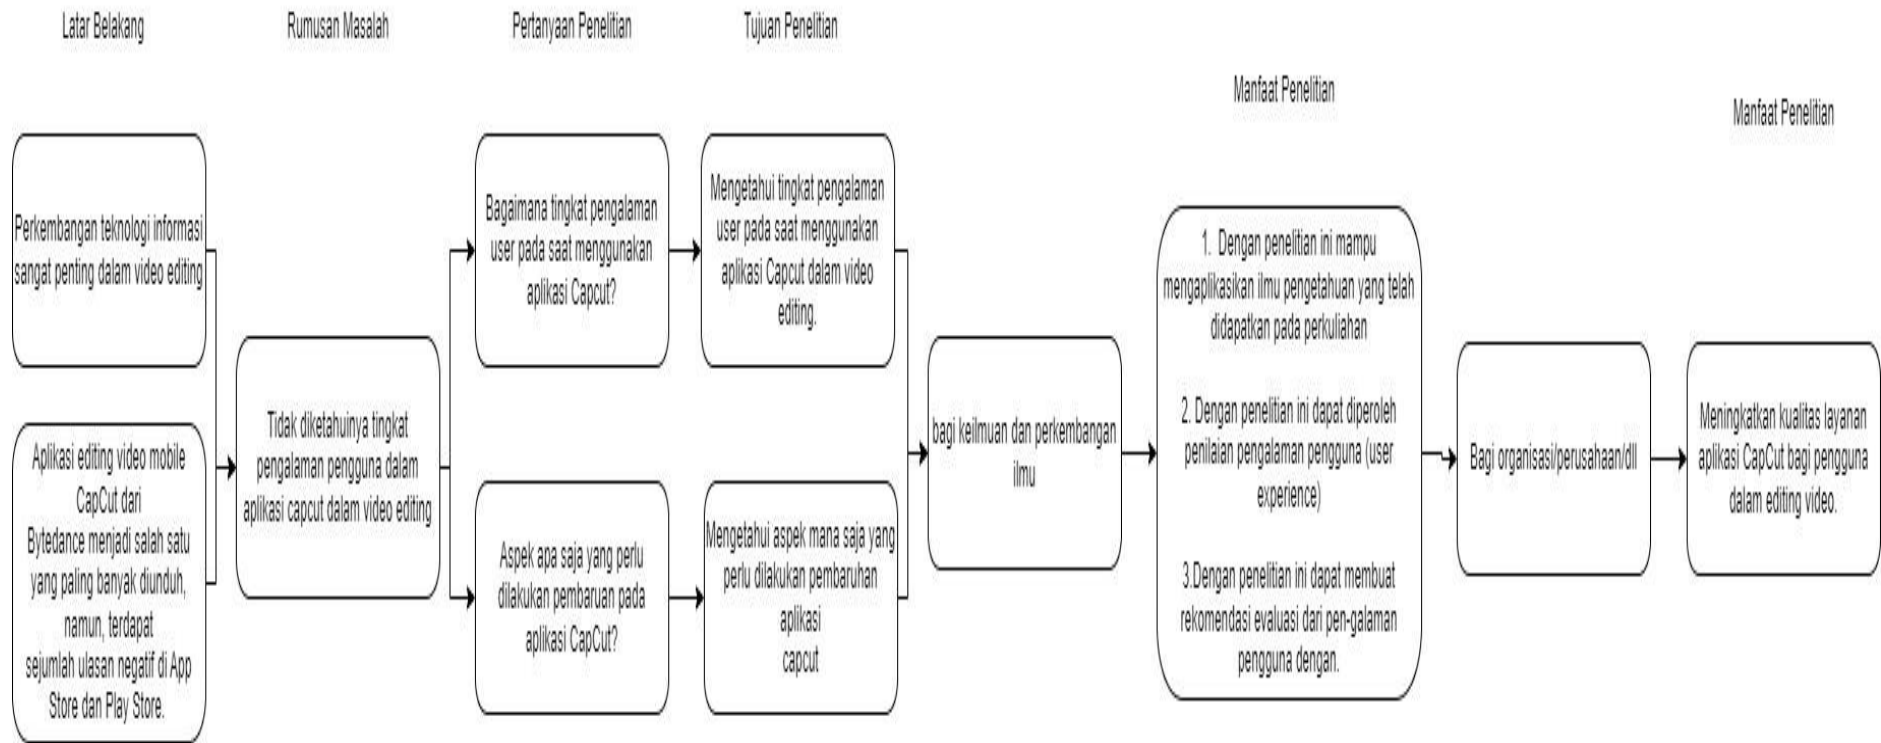 Latar Belakang
Rumusan Masalah
Pertanyaan Penelitian
Tujuan Penelitian
Manfaat Penelitian
Manfaat Penelitian
Perkembangan teknologi informasi
sangat penting dalam video editing
Aplikasi editing video mobile
CapCut dari
Bytedance menjadi salah satu
yang paling banyak diunduh,
namun, terdapat
sejumlah ulasan negatif di App
Store dan Play Store.
Tidak diketahuinya tingkat
pengalaman pengguna dalam
aplikasi capcut dalam video editing
Bagaimana tingkat pengalaman
user pada saat menggunakan
aplikasi Capcut?
Aspek apa saja yang perlu
dilakukan pembaruan pada
aplikasi CapCut?
Mengetahui tingkat pengalaman
user pada saat menggunakan
aplikasi Capcut dalam video
editing.
Mengetahui aspek mana saja yang
perlu dilakukan pembaruhan
aplikasi
capcut
bagi keilmuan dan perkembangan
ilmu
1. Dengan penelitian ini mampu
mengaplikasikan ilmu pengetahuan yang telah
didapatkan pada perkuliahan
2. Dengan penelitian ini dapat diperoleh
penilaian pengalaman pengguna (user
experience)
3.Dengan penelitian ini dapat membuat
rekomendasi evaluasi dari pen-galaman
pengguna dengan.
Bagi organisasi/perusahaan/dll
Meningkatkan kualitas layanan
aplikasi CapCut bagi pengguna
dalam editing video.